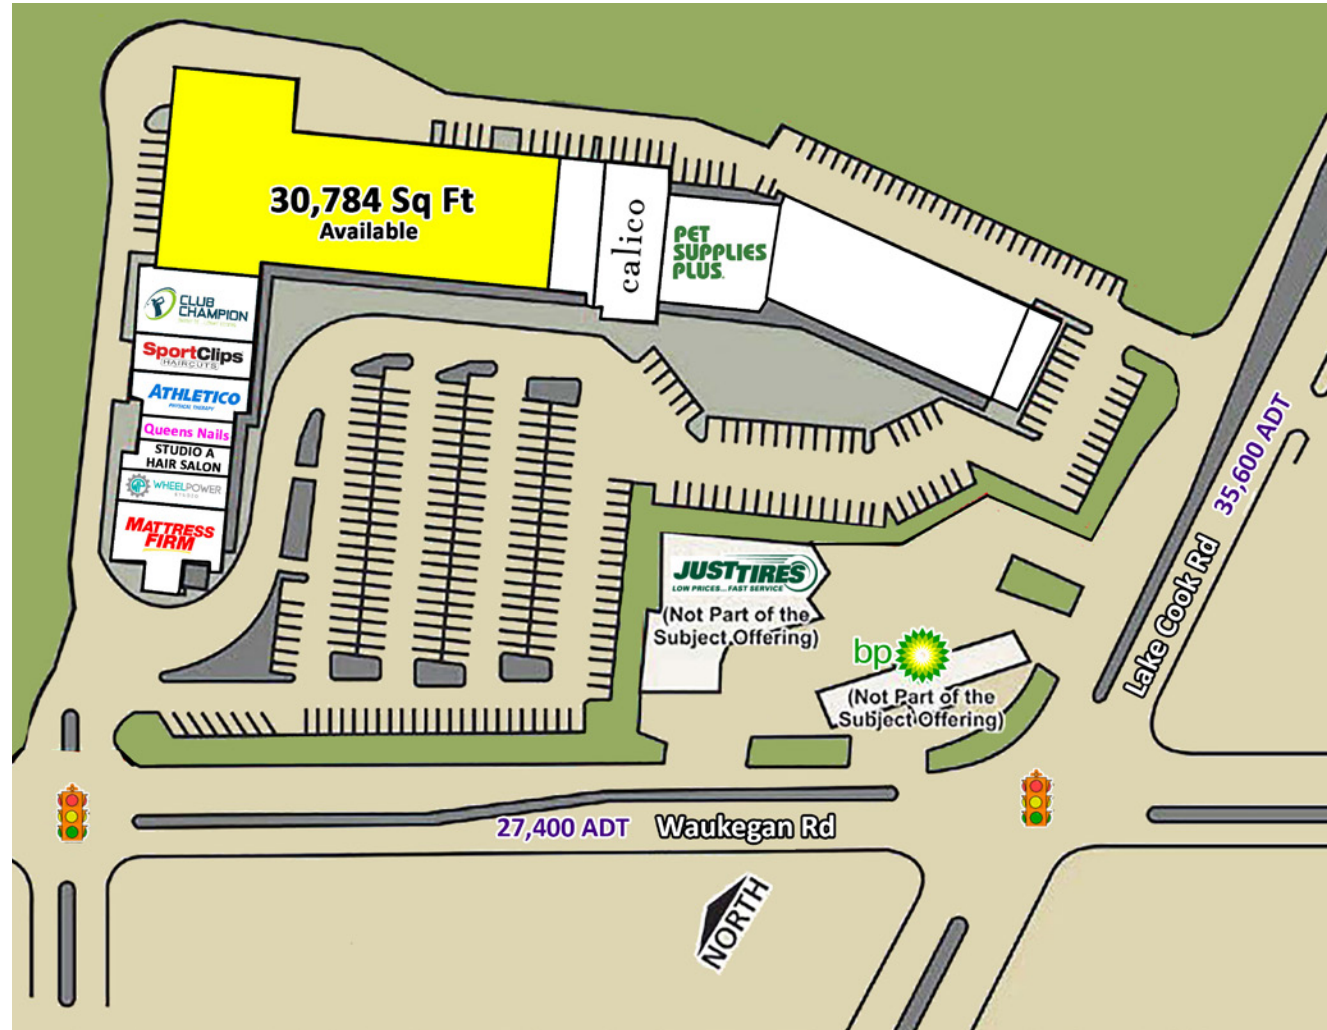 30,784 Sq Ft
Available
calico
PET
SUPPLIES
PLUS.
CLUB
CHAMPION
SportClips
HAIRCUTS
ATHLETICO
PHYSICAL THERAPY
Queens Nails
STUDIO A
HAIR SALON
WHEELPOWER
MATTRESS
FIRM
JUST TIRES
LOW PRICES...FAST SERVICE
(Not Part of the
Subject Offering)
bp
(Not Part of the
Subject Offering)
35,600 ADT
Lake Cook Rd
27,400 ADT Waukegan Rd
NORTH